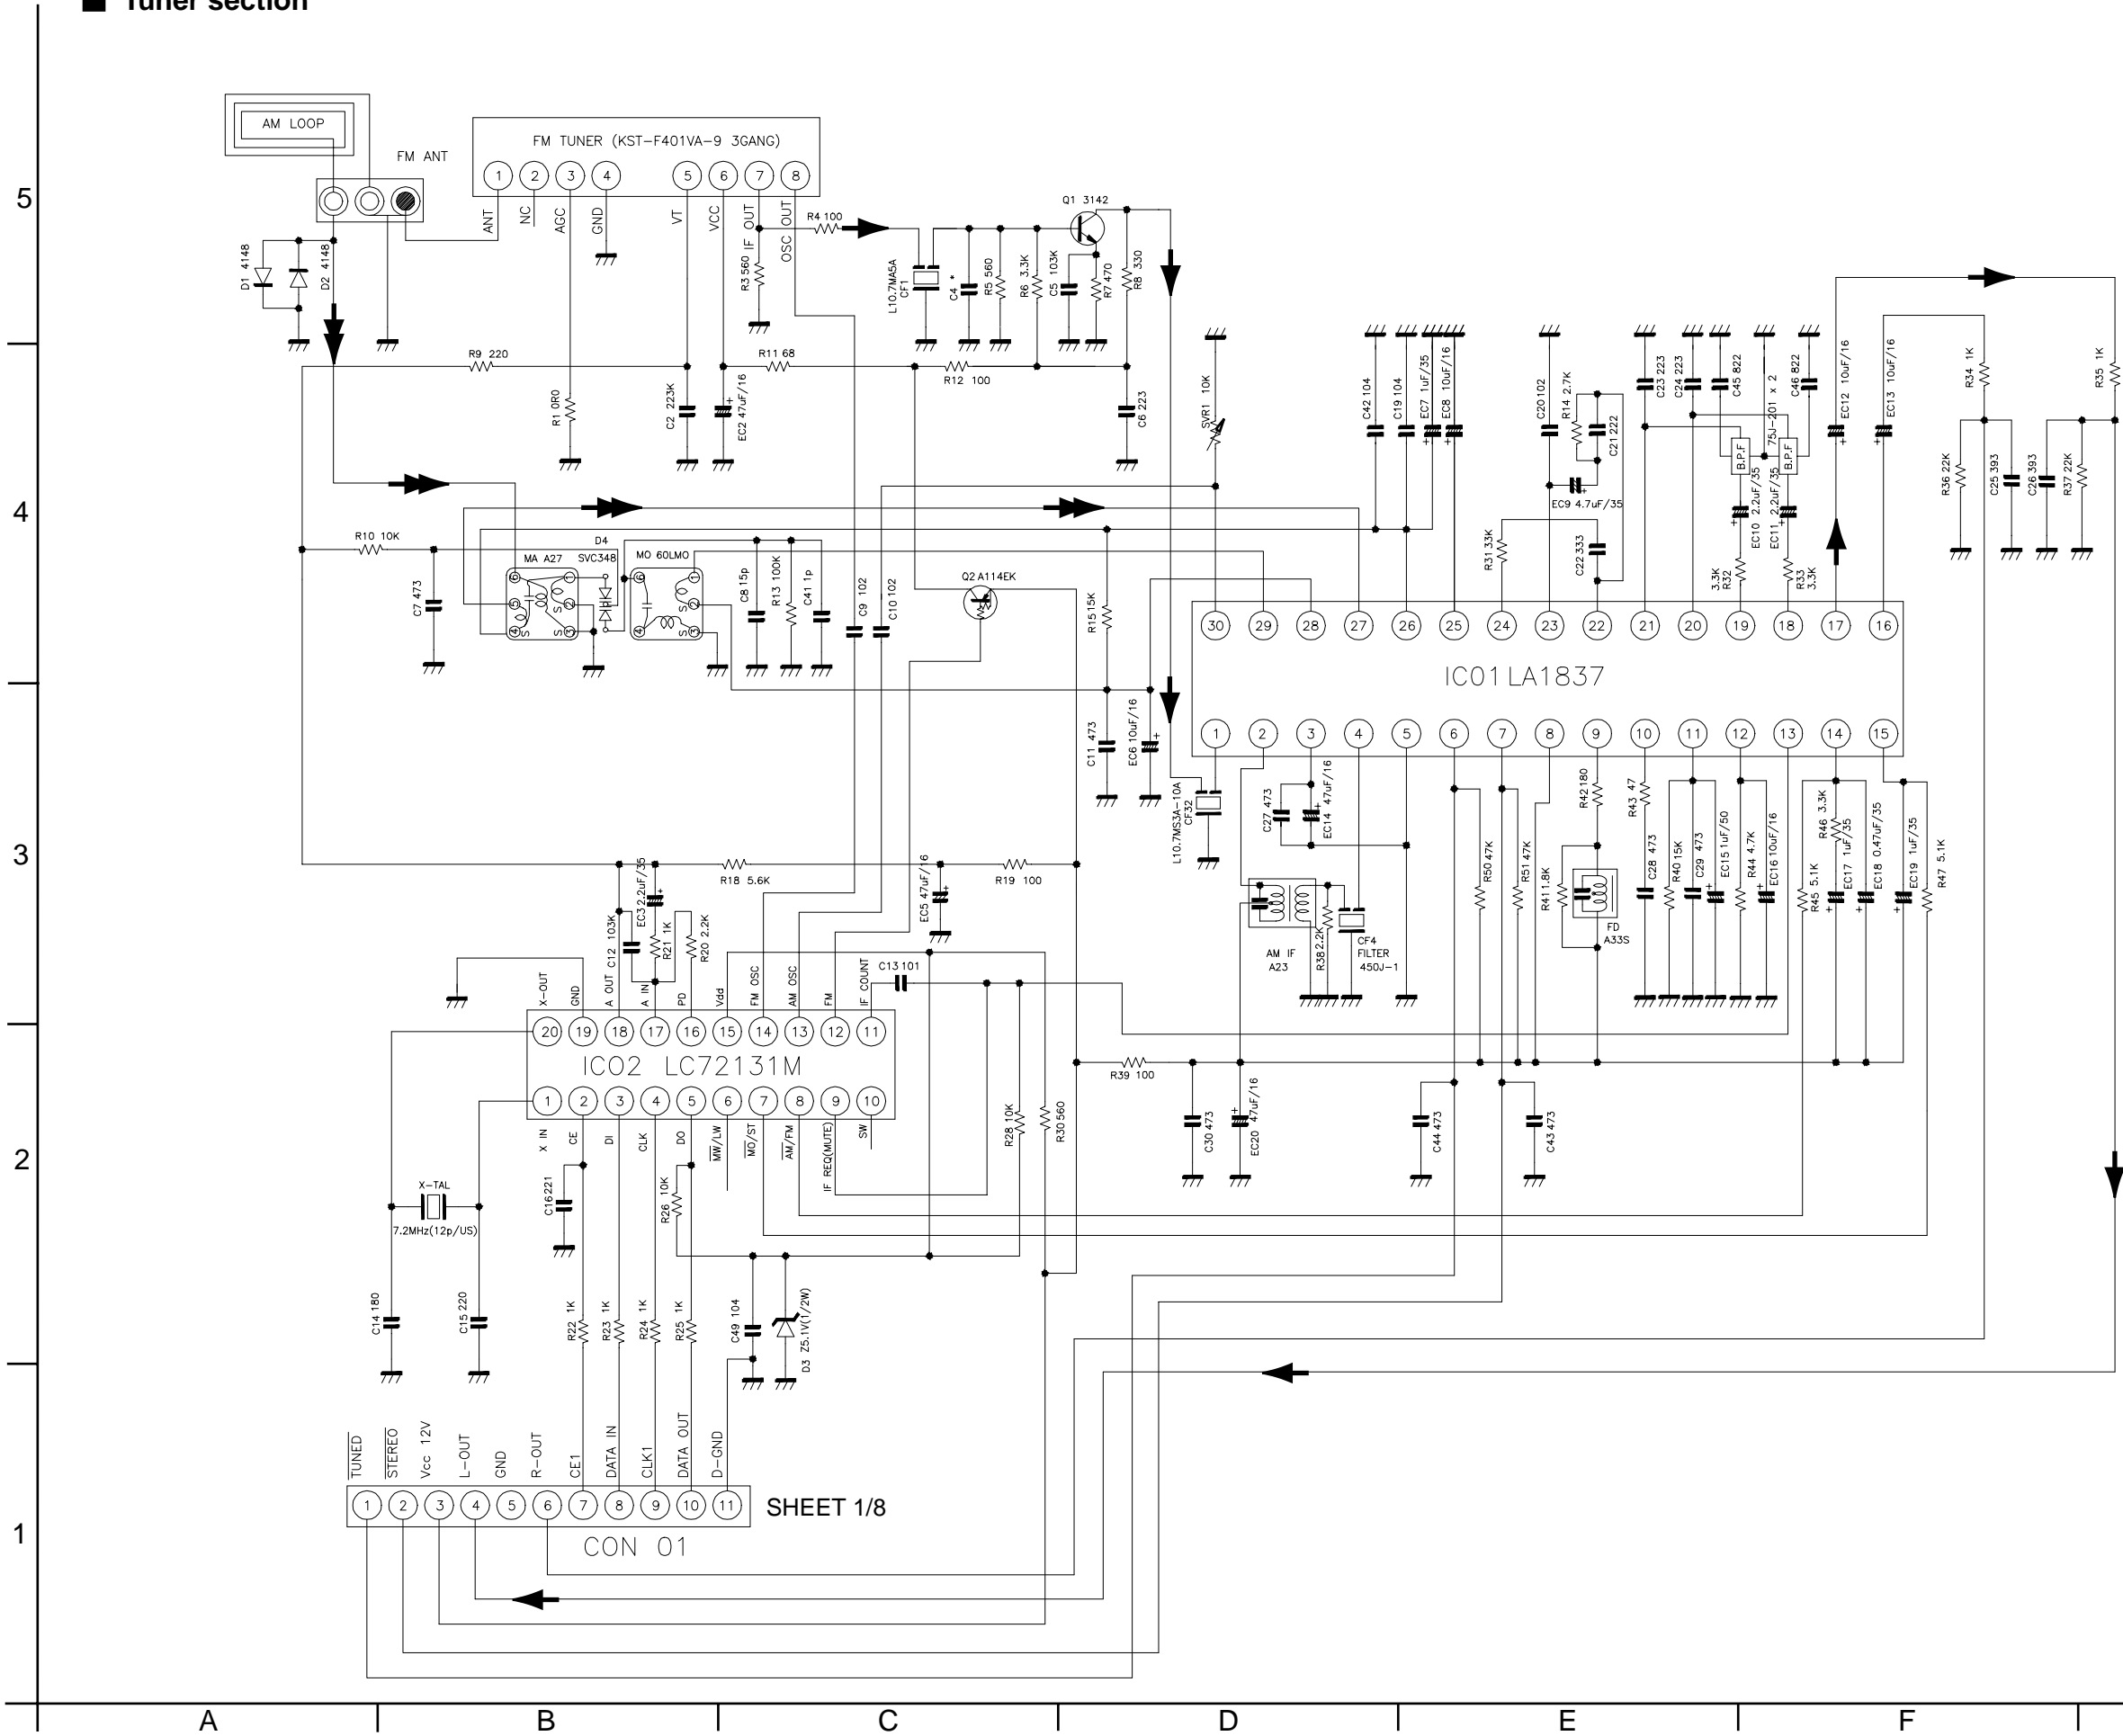 Tuner section
AM LOOP
FM ANT
FM TUNER (KST-F401VA-9 3GANG)
1 2 3 4 5 6 7 8
ANT
NC
AGC
GND
VT
VCC
IF OUT
OSC OUT
R3 560
R4 100
L10.7MA5A
CF1
C4 *
R5 560
R6 3.3K
C5 103K
Q1 3142
R7 470
R8 330
D1 4148
D2 4148
5
R9 220
R1 0R0
C2 223K
EC2 47uF/16
+
R11 68
R12 100
C6 223
SVR1 10K
C42 104
C19 104
EC7 1uF/35
EC8 10uF/16
C20 102
R14 2.7K
C21 222
C23 223
C24 223
C45 822
75J-201 x 2
C46 822
B.P.F
B.P.F
EC12 10uF/16
EC13 10uF/16
R34 1K
R35 1K
R36 22K
C25 393
C26 393
R37 22K
EC9 4.7uF/35
EC10 2.2uF/35
EC11 2.2uF/35
4
R10 10K
C7 473
MA A27
D4
SVC348
MO 60LMO
6 1 5 2 4 3
S S S
6 1 2 4 3
S S
C8 15p
R13 100K
C41 1p
C9 102
C10 102
Q2 A114EK
R15 15K
R31 33K
C22 333
3.3K
R32
R33
3.3K
30 29 28 27 26 25 24 23 22 21 20 19 18 17 16
IC01 LA1837
1 2 3 4 5 6 7 8 9 10 11 12 13 14 15
C11 473
EC6 10uF/16
L10.7MS3A-10A
CF32
C27 473
EC14 47uF/16
R50 47K
R51 47K
R42 180
R41 1.8K
FD
A33S
R43 47
C28 473
R40 15K
C29 473
EC15 1uF/50
R44 4.7K
EC16 10uF/16
R45 5.1K
R46 3.3K
EC17 1uF/35
EC18 0.47uF/35
EC19 1uF/35
R47 5.1K
3
R18 5.6K
R19 100
EC5 47uF/16
EC3 2.2uF/35
C12 103K
R21 1K
R20 2.2K
AM IF
A23
R38 2.2K
CF4
FILTER
450J-1
C13 101
X-OUT
GND
A OUT
A IN
PD
Vdd
FM OSC
AM OSC
FM
IF COUNT
20 19 18 17 16 15 14 13 12 11
IC02 LC72131M
1 2 3 4 5 6 7 8 9 10
X IN
CE
DI
CLK
DO
MW/LW
MO/ST
AM/FM
IF REQ(MUTE)
SW
R28 10K
R30 560
R39 100
C30 473
EC20 47uF/16
C44 473
C43 473
2
X-TAL
7.2MHz(12p/US)
C16 221
R26 10K
C14 180
C15 220
R22 1K
R23 1K
R24 1K
R25 1K
C49 104
D3 Z5.1V(1/2W)
TUNED
STEREO
Vcc 12V
L-OUT
GND
R-OUT
CE1
DATA IN
CLK1
DATA OUT
D-GND
1 2 3 4 5 6 7 8 9 10 11
SHEET 1/8
CON 01
1
A B C D E F